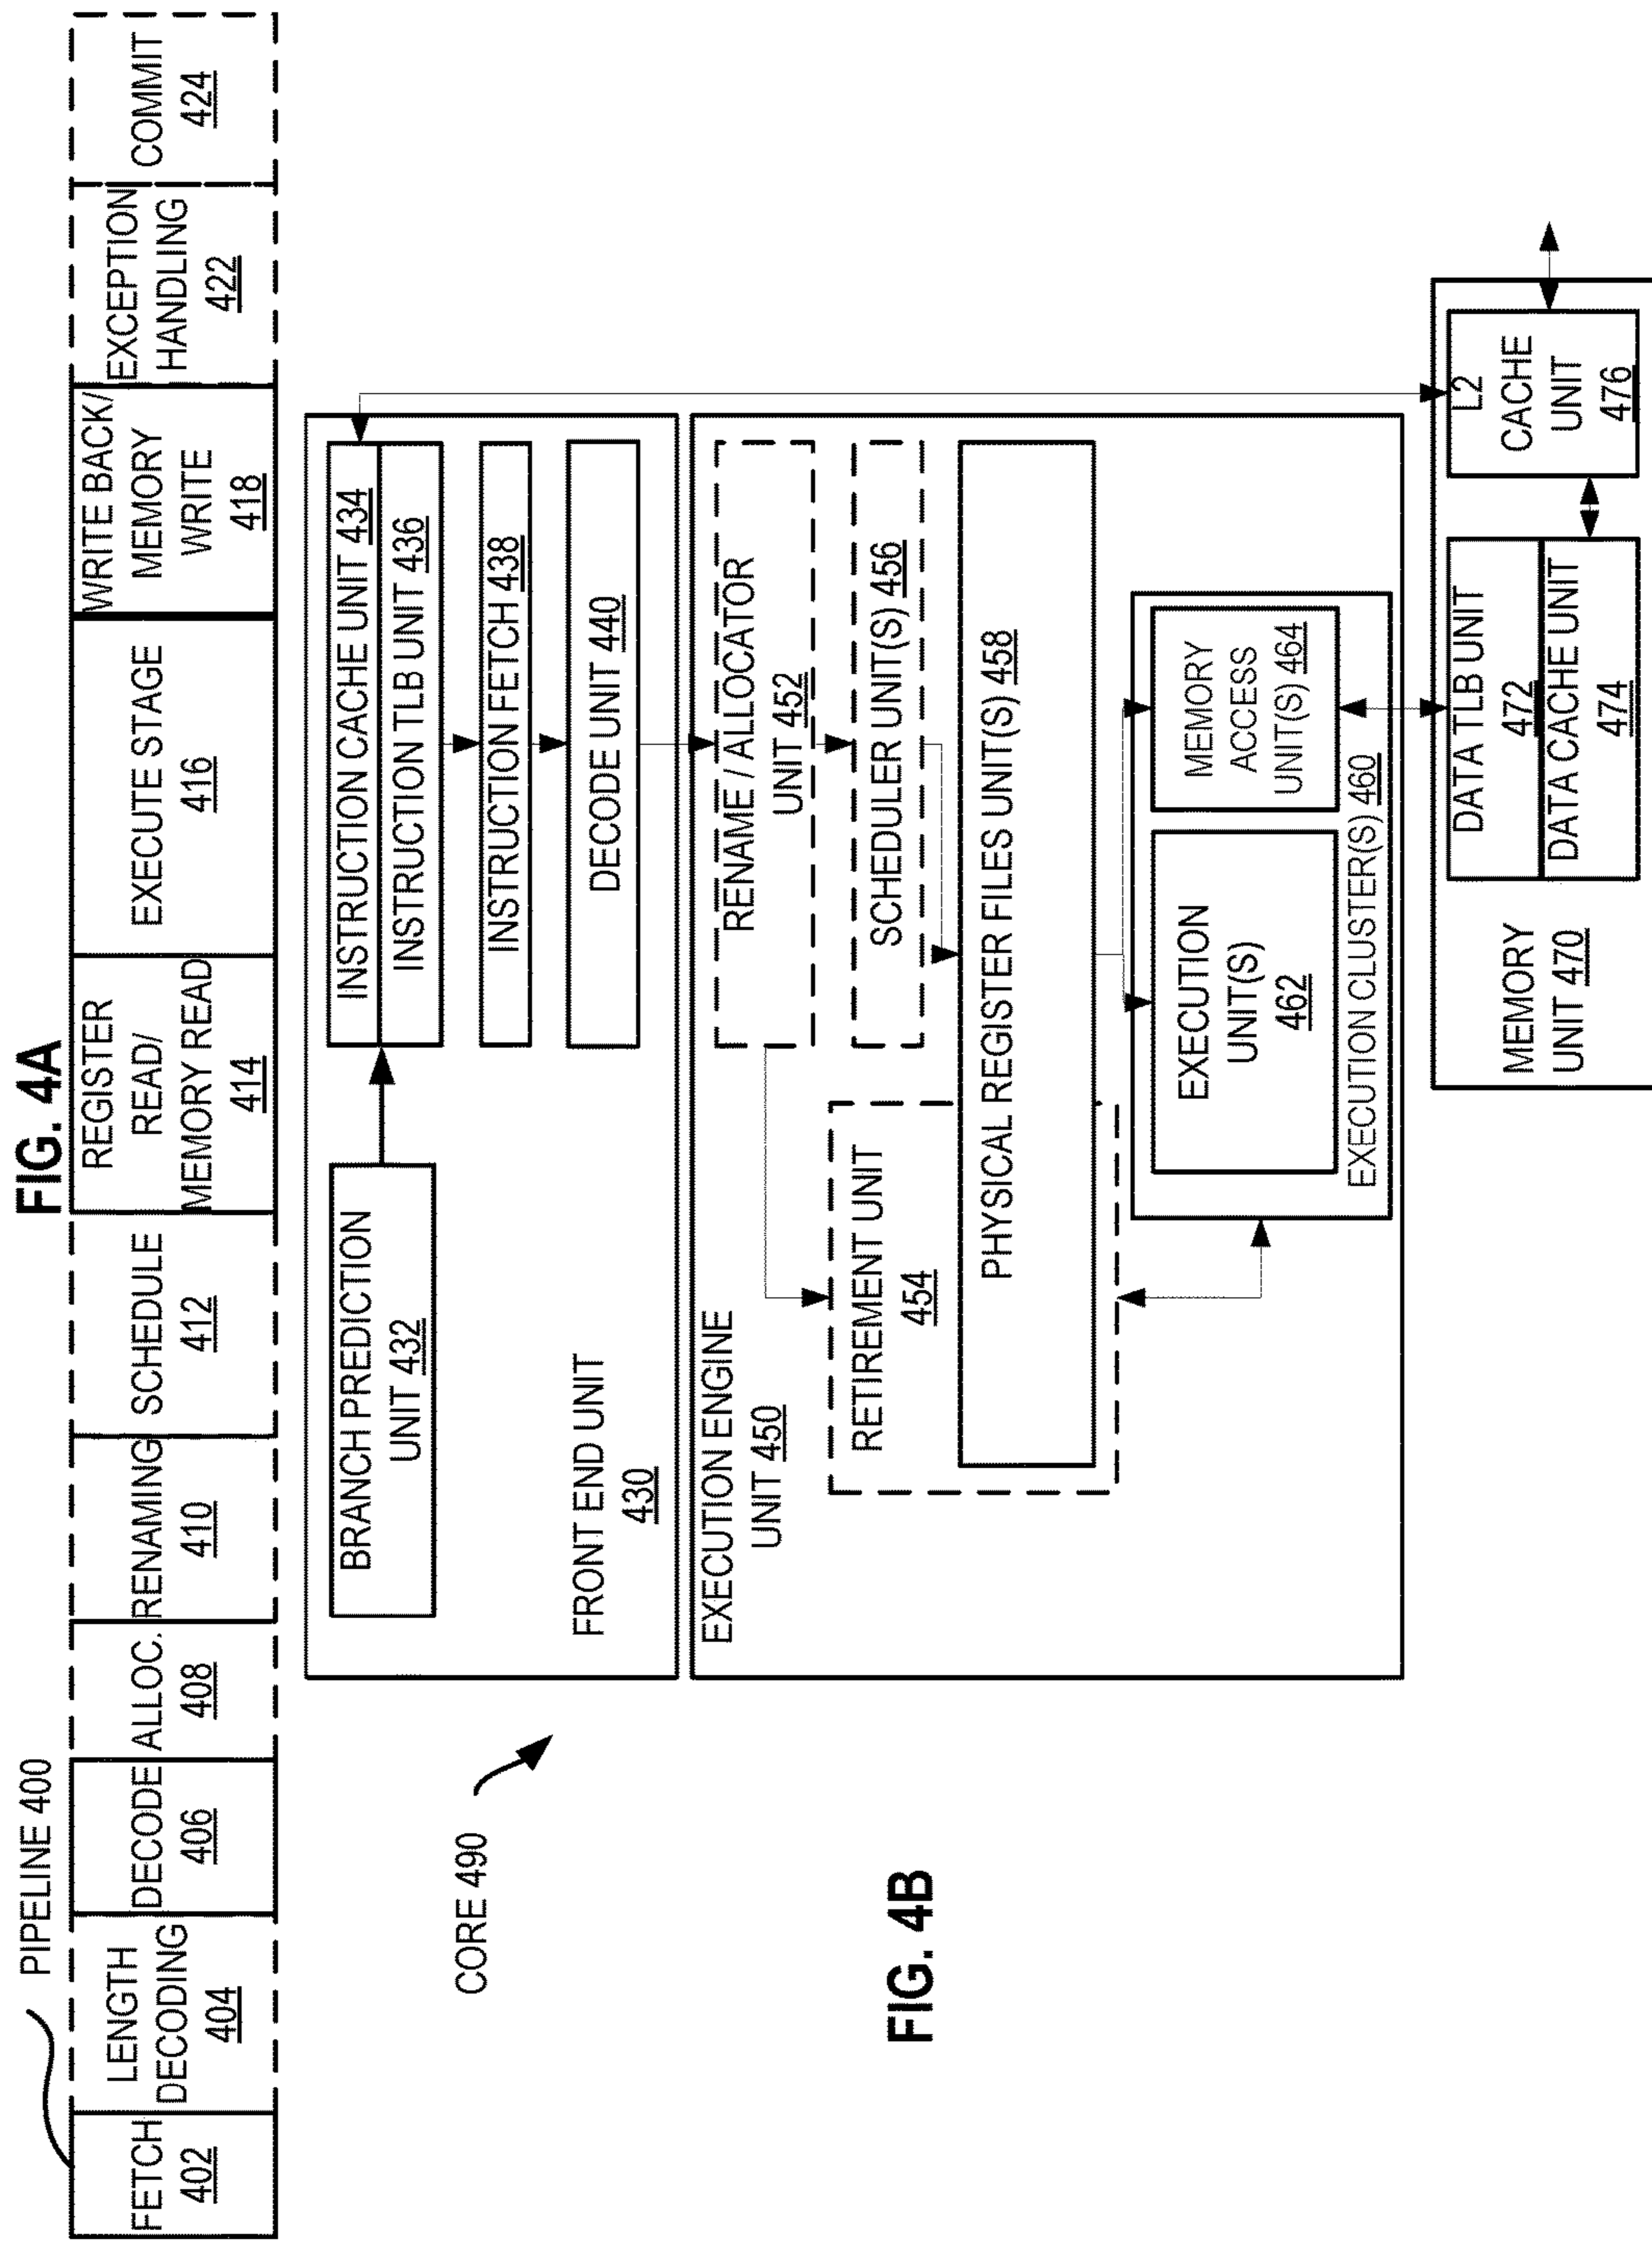 FIG. 4A
PIPELINE 400
FETCH
402
LENGTH
DECODING
404
DECODE
406
ALLOC.
408
RENAMING
410
SCHEDULE
412
REGISTER
READ/
MEMORY READ
414
EXECUTE STAGE
416
WRITE BACK/
MEMORY
WRITE
418
EXCEPTION
HANDLING
422
COMMIT
424
CORE 490
BRANCH PREDICTION
UNIT 432
INSTRUCTION CACHE UNIT 434
INSTRUCTION TLB UNIT 436
INSTRUCTION FETCH 438
DECODE UNIT 440
FRONT END UNIT
430
EXECUTION ENGINE
UNIT 450
RENAME / ALLOCATOR
UNIT 452
RETIREMENT UNIT
454
SCHEDULER UNIT(S) 456
PHYSICAL REGISTER FILES UNIT(S) 458
EXECUTION
UNIT(S)
462
MEMORY
ACCESS
UNIT(S) 464
EXECUTION CLUSTER(S) 460
MEMORY
UNIT 470
DATA TLB UNIT
472
DATA CACHE UNIT
474
L2
CACHE
UNIT
476
FIG. 4B